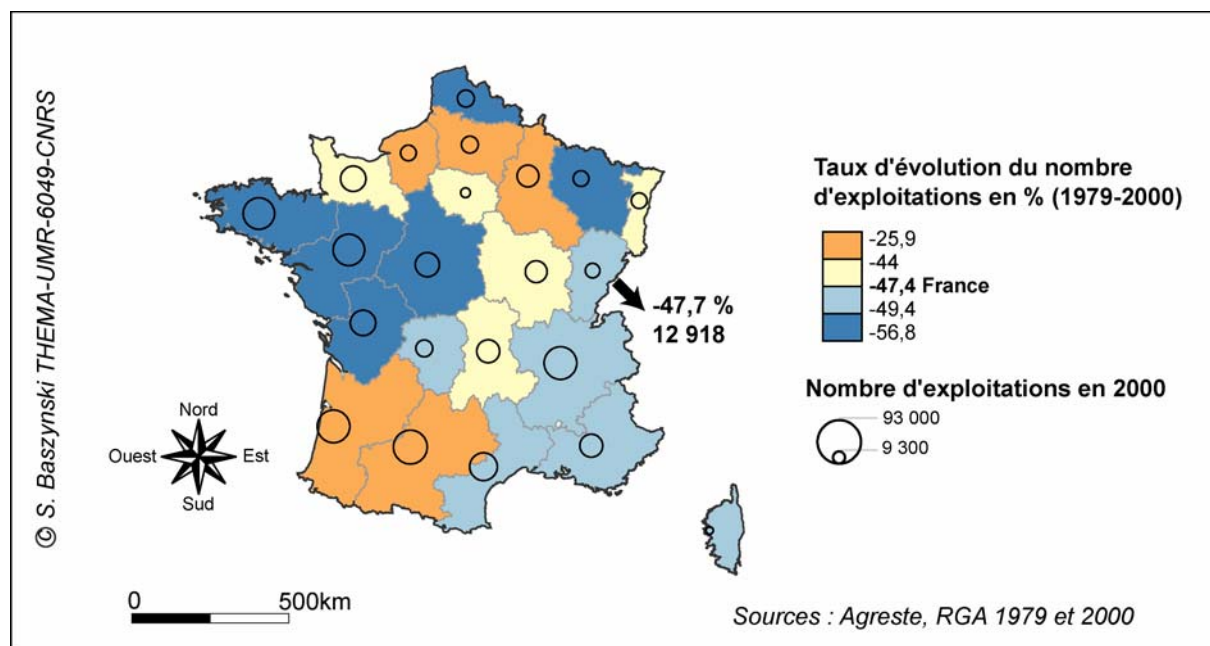 © S. Baszynski THEMA-UMR-6049-CNRS
Taux d'évolution du nombre
d'exploitations en % (1979-2000)
-25,9
-44
-47,4 France
-49,4
-56,8
-47,7 %
12 918
Nombre d'exploitations en 2000
93 000
9 300
Nord
Ouest Est
Sud
0 500km
Sources : Agreste, RGA 1979 et 2000